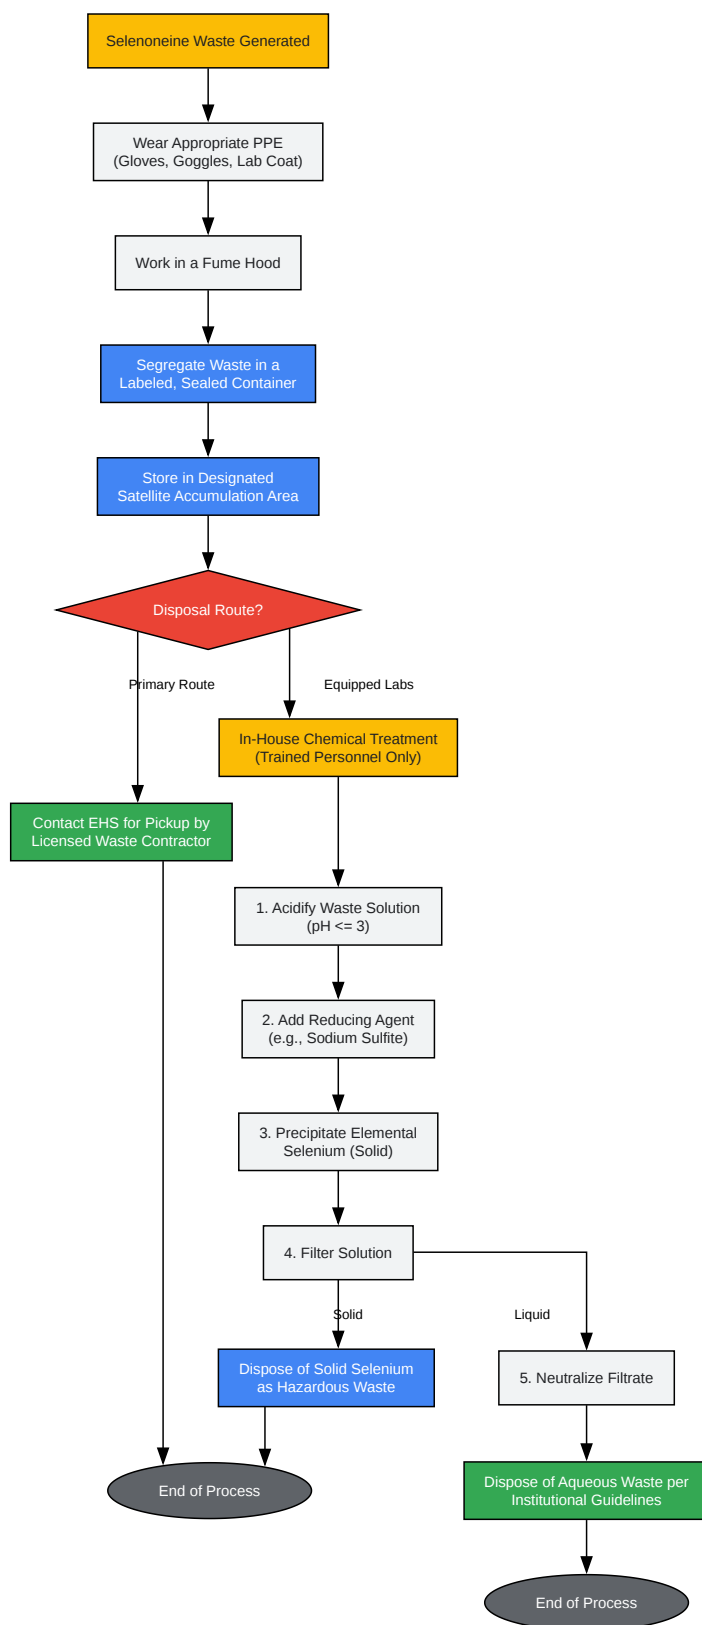 Selenoneine Waste Generated
Wear Appropriate PPE
(Gloves, Goggles, Lab Coat)
Work in a Fume Hood
Segregate Waste in a
Labeled, Sealed Container
Store in Designated
Satellite Accumulation Area
Disposal Route?
Primary Route
Equipped Labs
In-House Chemical Treatment
(Trained Personnel Only)
Contact EHS for Pickup by
Licensed Waste Contractor
1. Acidify Waste Solution
(pH <= 3)
2. Add Reducing Agent
(e.g., Sodium Sulfite)
3. Precipitate Elemental
Selenium (Solid)
4. Filter Solution
Solid
Liquid
Dispose of Solid Selenium
as Hazardous Waste
5. Neutralize Filtrate
End of Process
Dispose of Aqueous Waste per
Institutional Guidelines
End of Process